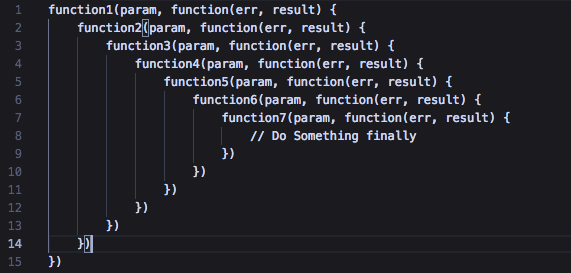 1 function1(param, function(err, result) {
2     function2(param, function(err, result) {
3         function3(param, function(err, result) {
4             function4(param, function(err, result) {
5                 function5(param, function(err, result) {
6                     function6(param, function(err, result) {
7                         function7(param, function(err, result) {
8                             // Do Something finally
9                         })
10                     })
11                 })
12             })
13         })
14     })
15 })